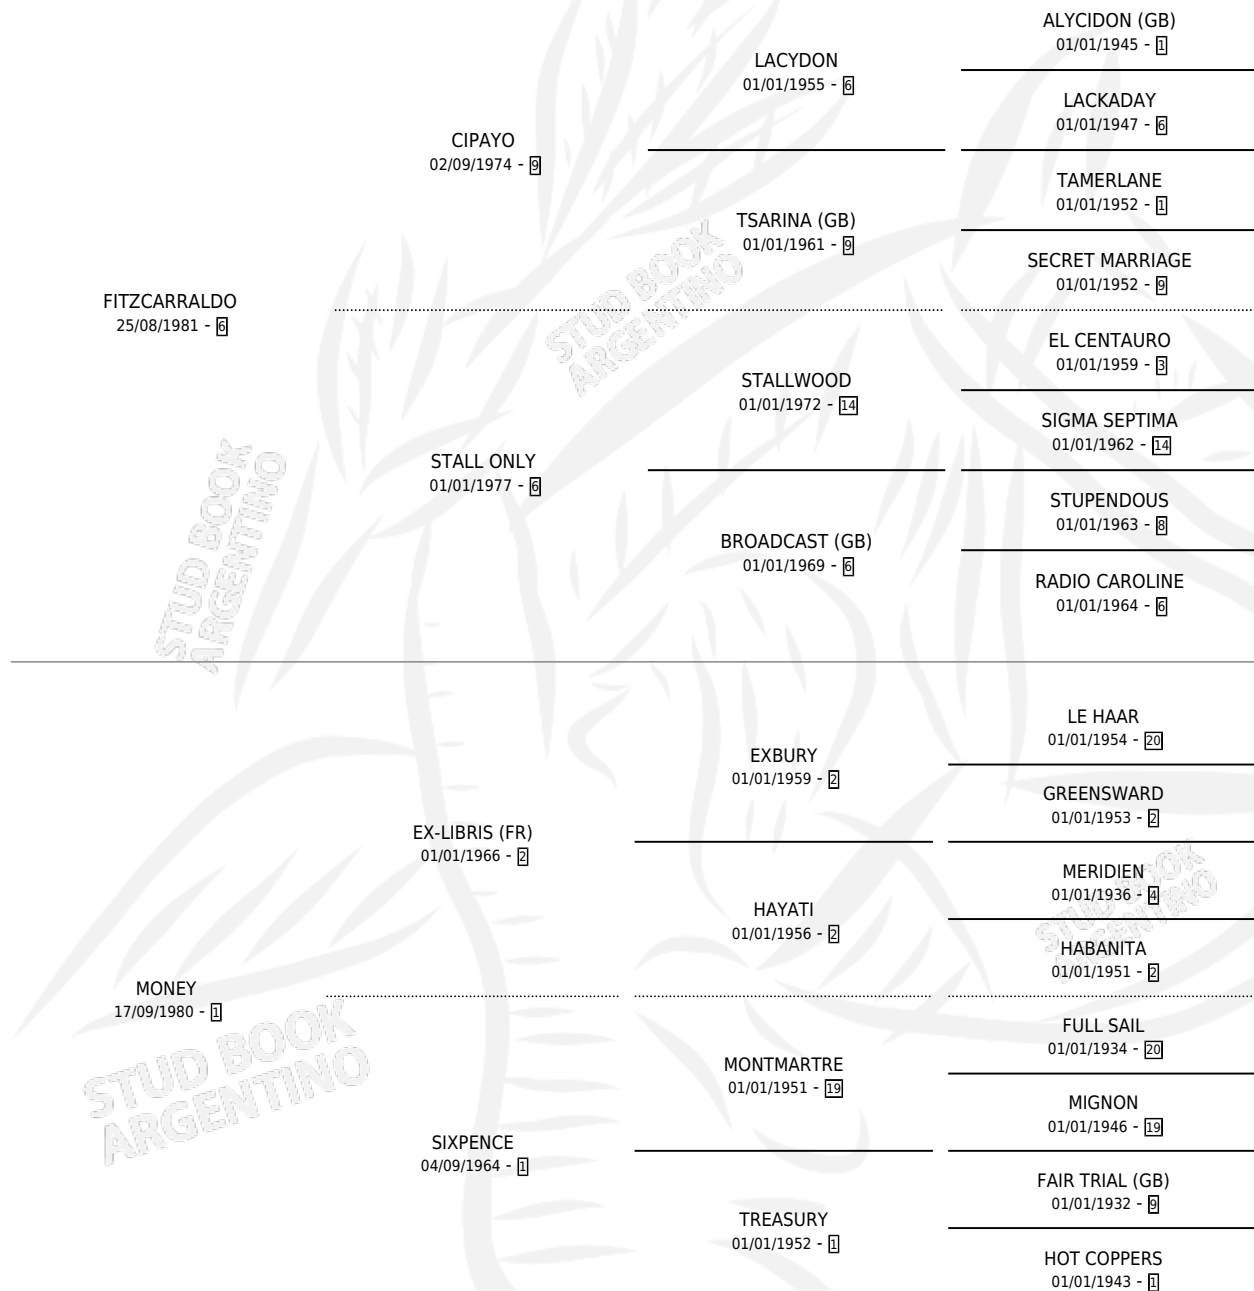 ALYCIDON (GB)
01/01/1945 - 1
LACYDON
01/01/1955 - 6
LACKADAY
01/01/1947 - 6
CIPAYO
02/09/1974 - 9
TAMERLANE
01/01/1952 - 1
TSARINA (GB)
01/01/1961 - 9
SECRET MARRIAGE
01/01/1952 - 9
FITZCARRALDO
25/08/1981 - 6
STUD BOOK
ARGENTINO
EL CENTAURO
01/01/1959 - 3
STALLWOOD
01/01/1972 - 14
SIGMA SEPTIMA
01/01/1962 - 14
STALL ONLY
01/01/1977 - 6
STUPENDOUS
01/01/1963 - 8
BROADCAST (GB)
01/01/1969 - 6
RADIO CAROLINE
01/01/1964 - 6
STUD BOOK
ARGENTINO
LE HAAR
01/01/1954 - 20
EXBURY
01/01/1959 - 2
GREENSWARD
01/01/1953 - 2
EX-LIBRIS (FR)
01/01/1966 - 2
MERIDIEN
01/01/1936 - 4
HAYATI
01/01/1956 - 2
STUD BOOK
ARGENTINO
HABANITA
01/01/1951 - 2
MONEY
17/09/1980 - 1
FULL SAIL
01/01/1934 - 20
MONTMARTRE
01/01/1951 - 19
STUD BOOK
ARGENTINO
MIGNON
01/01/1946 - 19
SIXPENCE
04/09/1964 - 1
FAIR TRIAL (GB)
01/01/1932 - 9
TREASURY
01/01/1952 - 1
HOT COPPERS
01/01/1943 - 1